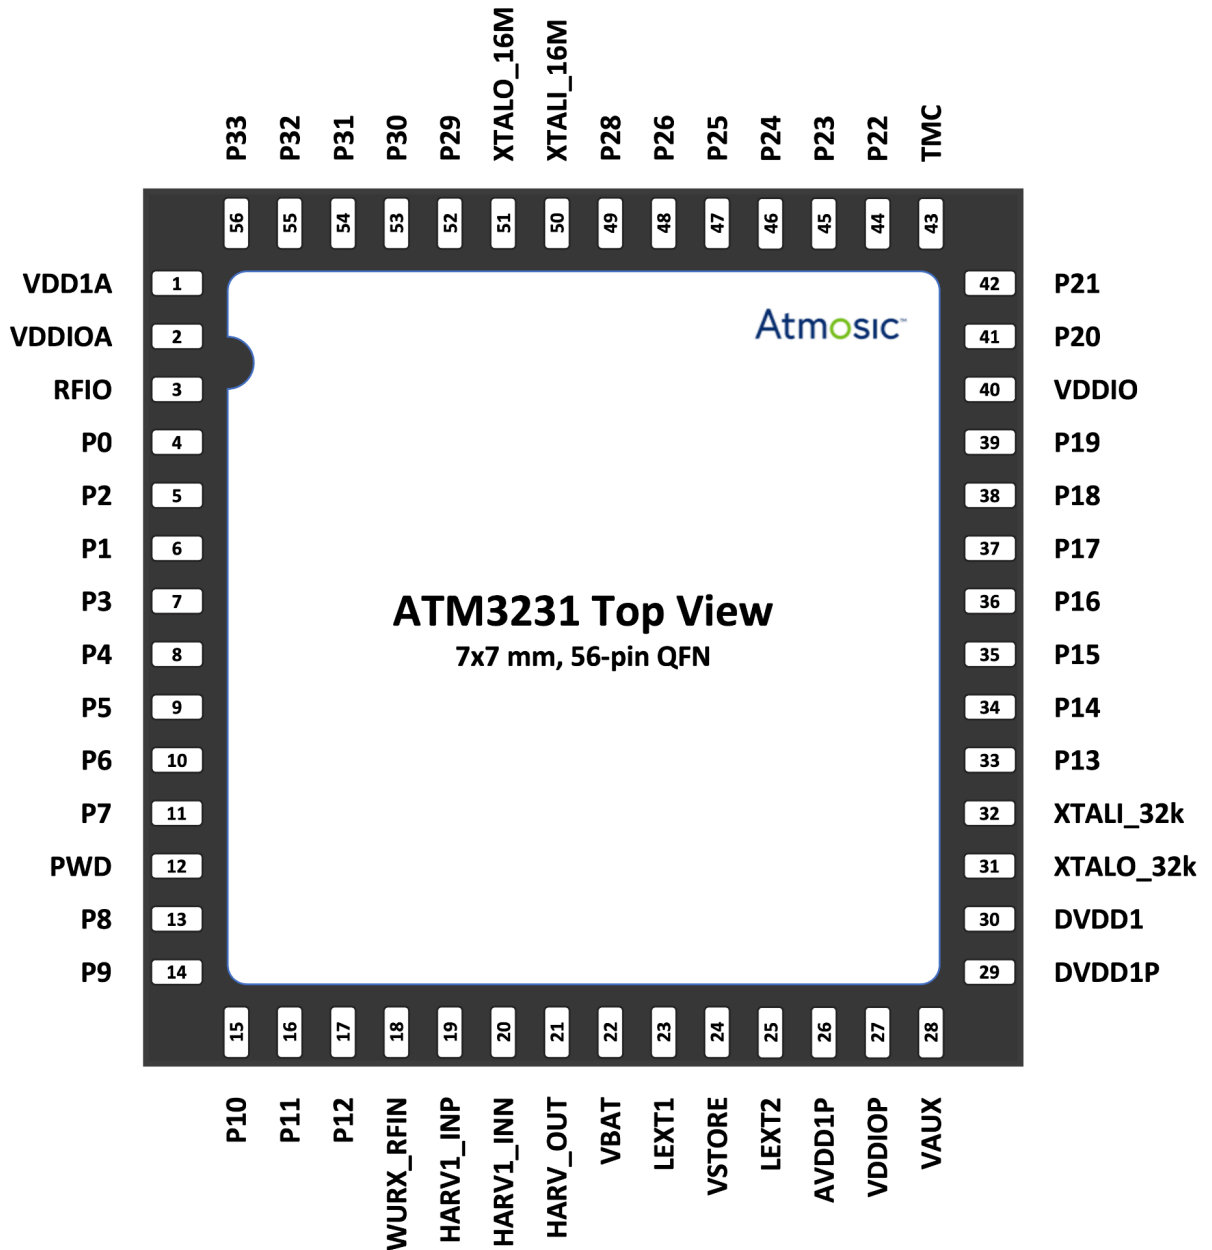 P33
P32
P31
P30
P29
XTALO_16M
XTALI_16M
P28
P26
P25
P24
P23
P22
TMC
56
55
54
53
52
51
50
49
48
47
46
45
44
43
VDD1A 1
VDDIOA 2
RFIO 3
P0 4
P2 5
P1 6
P3 7
P4 8
P5 9
P6 10
P7 11
PWD 12
P8 13
P9 14
Atmosic™
ATM3231 Top View
7x7 mm, 56-pin QFN
42 P21
41 P20
40 VDDIO
39 P19
38 P18
37 P17
36 P16
35 P15
34 P14
33 P13
32 XTALI_32k
31 XTALO_32k
30 DVDD1
29 DVDD1P
15
16
17
18
19
20
21
22
23
24
25
26
27
28
P10
P11
P12
WURX_RFIN
HARV1_INP
HARV1_INN
HARV_OUT
VBAT
LEXT1
VSTORE
LEXT2
AVDD1P
VDDIOP
VAUX